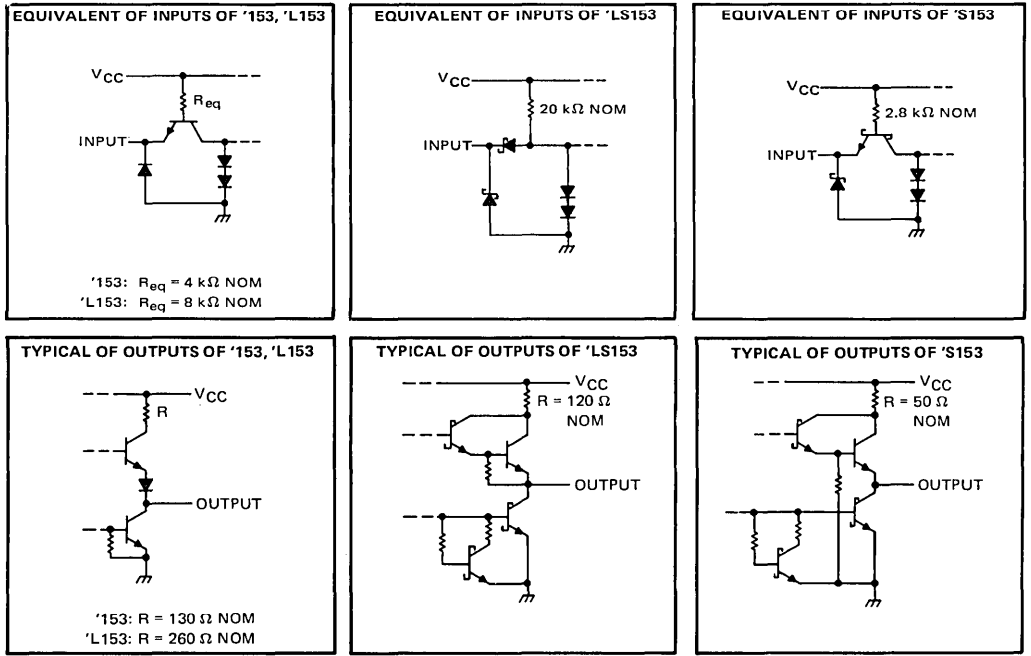 EQUIVALENT OF INPUTS OF '153, 'L153
VCC
Req
INPUT
'153: Req = 4 kΩ NOM
'L153: Req = 8 kΩ NOM
EQUIVALENT OF INPUTS OF 'LS153
VCC
20 kΩ NOM
INPUT
EQUIVALENT OF INPUTS OF 'S153
VCC
2.8 kΩ NOM
INPUT
TYPICAL OF OUTPUTS OF '153, 'L153
VCC
R
OUTPUT
'153: R = 130 Ω NOM
'L153: R = 260 Ω NOM
TYPICAL OF OUTPUTS OF 'LS153
VCC
R = 120 Ω
NOM
OUTPUT
TYPICAL OF OUTPUTS OF 'S153
VCC
R = 50 Ω
NOM
OUTPUT